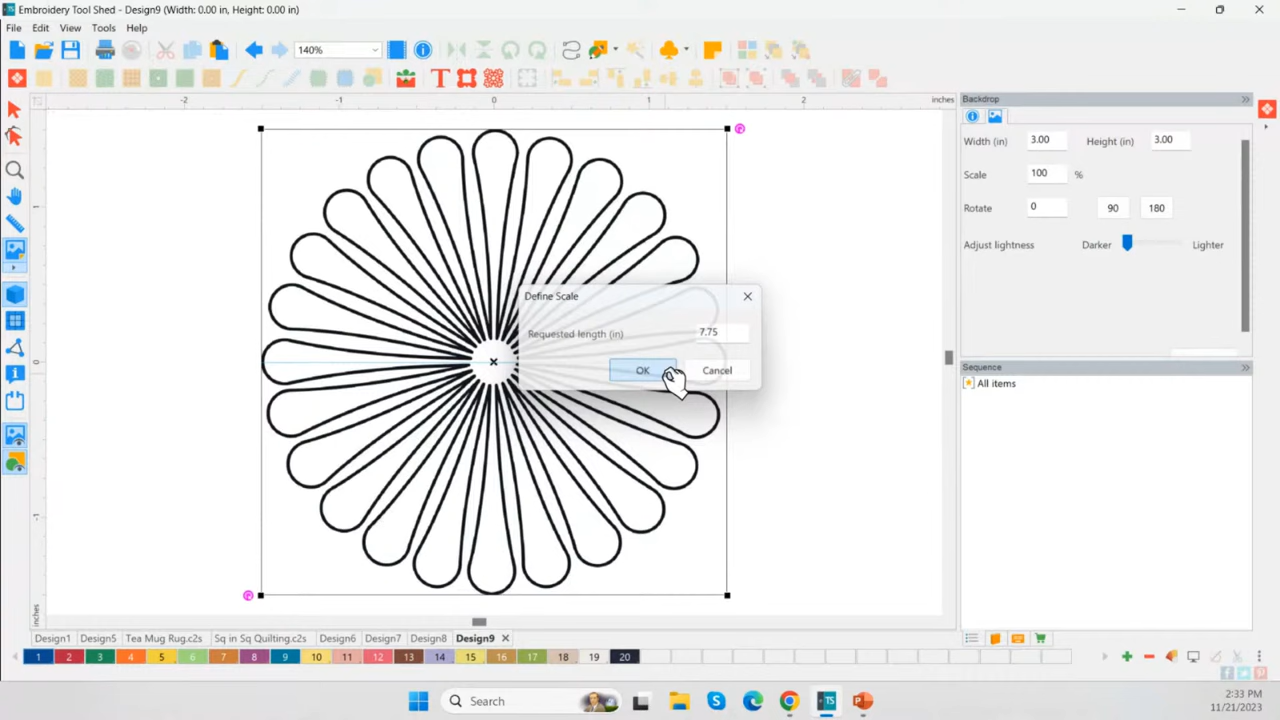 Embroidery Tool Shed - Design9 (Width: 0.00 in, Height: 0.00 in)
File Edit View Tools Help
140%
-2 -1 0 1 2 inches
1
0
-1
inches
Backdrop
Width (in) 3.00 Height (in) 3.00
Scale 100 %
Rotate 0 90 180
Adjust lightness Darker Lighter
Define Scale
Requested length (in) 7.75
OK Cancel
Sequence
All items
Design1 Design5 Tea Mug Rug.c2s Sq in Sq Quilting.c2s Design6 Design7 Design8 Design9
1 2 3 4 5 6 7 8 9 10 11 12 13 14 15 16 17 18 19 20
Search
2:33 PM
11/21/2023